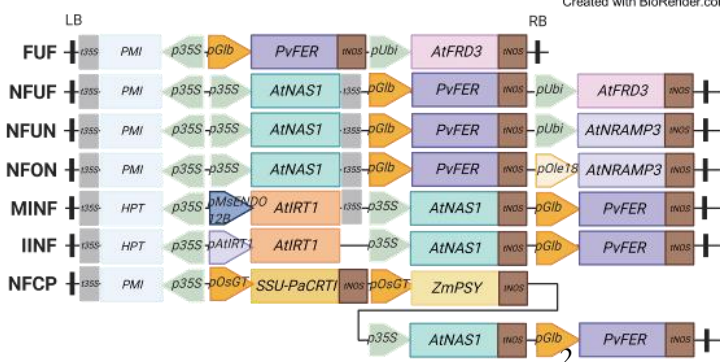 Created with BioRender.com
LB RB
FUF t35S PMI p35S pGlb PvFER tNOS pUbi AtFRD3 tNOS
NFUF t35S PMI p35S p35S AtNAS1 t35S pGlb PvFER tNOS pUbi AtFRD3 tNOS
NFUN t35S PMI p35S p35S AtNAS1 t35S pGlb PvFER tNOS pUbi AtNRAMP3 tNOS
NFON t35S PMI p35S p35S AtNAS1 t35S pGlb PvFER tNOS pOle18 AtNRAMP3 tNOS
MINF t35S HPT p35S pMsENDO12B AtIRT1 t35S p35S AtNAS1 tNOS pGlb PvFER tNOS
IINF t35S HPT p35S pAtIRT1 AtIRT1 p35S AtNAS1 tNOS pGlb PvFER tNOS
NFCP t35S PMI p35S pOsGT SSU-PaCRTI tNOS pOsGT ZmPSY tNOS
p35S AtNAS1 tNOS pGlb PvFER tNOS
2